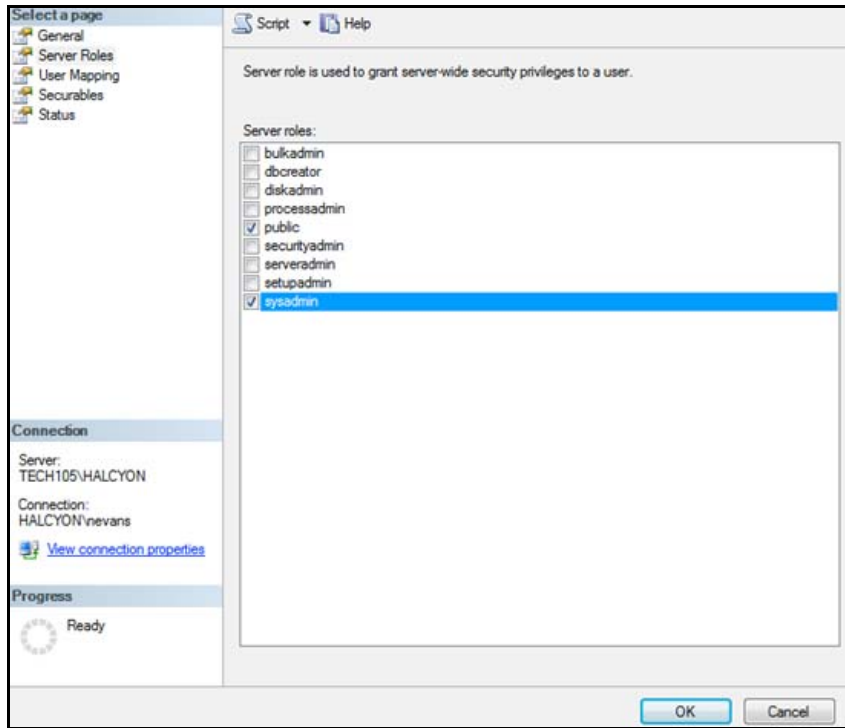 Select a page
General
Server Roles
User Mapping
Securables
Status
Script
Help
Server role is used to grant server-wide security privileges to a user.
Server roles:
bulkadmin
dbcreator
diskadmin
processadmin
public
securityadmin
serveradmin
setupadmin
sysadmin
Connection
Server:
TECH105\HALCYON
Connection:
HALCYON\nevans
View connection properties
Progress
Ready
OK
Cancel